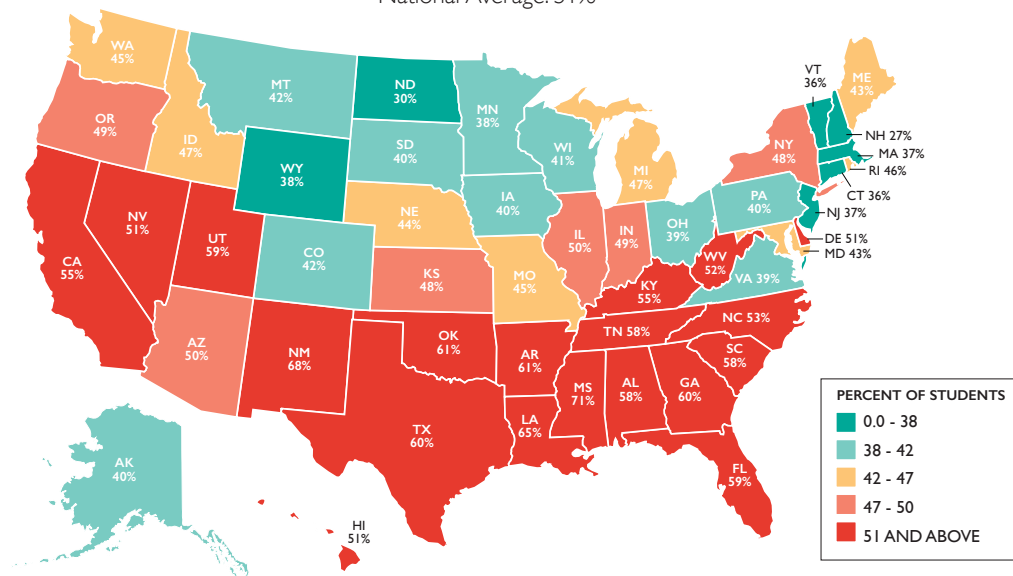 National Average: 51%
WA
45%
OR
49%
ID
47%
MT
42%
ND
30%
MN
38%
SD
40%
WY
38%
WI
41%
MI
47%
IA
40%
NE
44%
NV
51%
UT
59%
CO
42%
CA
55%
KS
48%
MO
45%
IL
50%
IN
49%
OH
39%
PA
40%
NY
48%
VT
36%
ME
43%
NH 27%
MA 37%
RI 46%
CT 36%
NJ 37%
DE 51%
MD 43%
WV
52%
VA 39%
KY
55%
NC 53%
TN 58%
SC
58%
AZ
50%
NM
68%
OK
61%
AR
61%
MS
71%
AL
58%
GA
60%
LA
65%
TX
60%
FL
59%
AK
40%
HI
51%
PERCENT OF STUDENTS
0.0 - 38
38 - 42
42 - 47
47 - 50
51 AND ABOVE